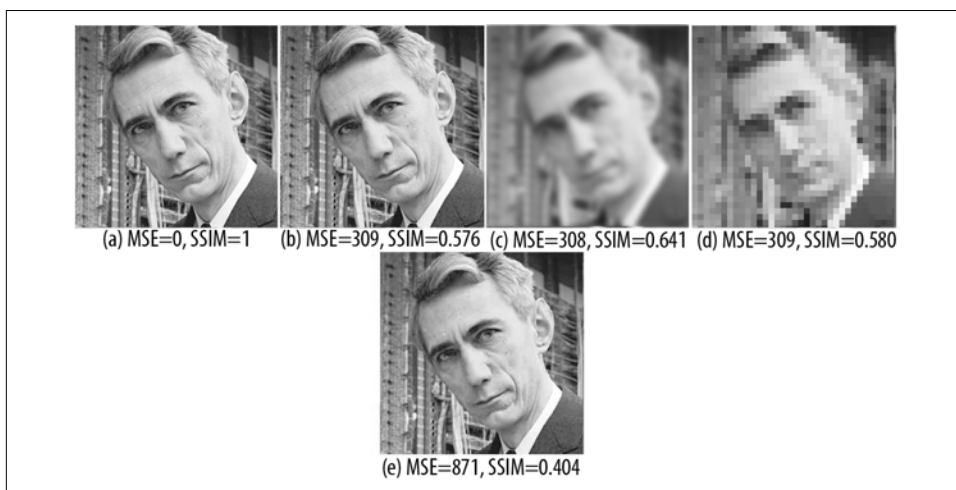 (a) MSE=0, SSIM=1
(b) MSE=309, SSIM=0.576
(c) MSE=308, SSIM=0.641
(d) MSE=309, SSIM=0.580
(e) MSE=871, SSIM=0.404